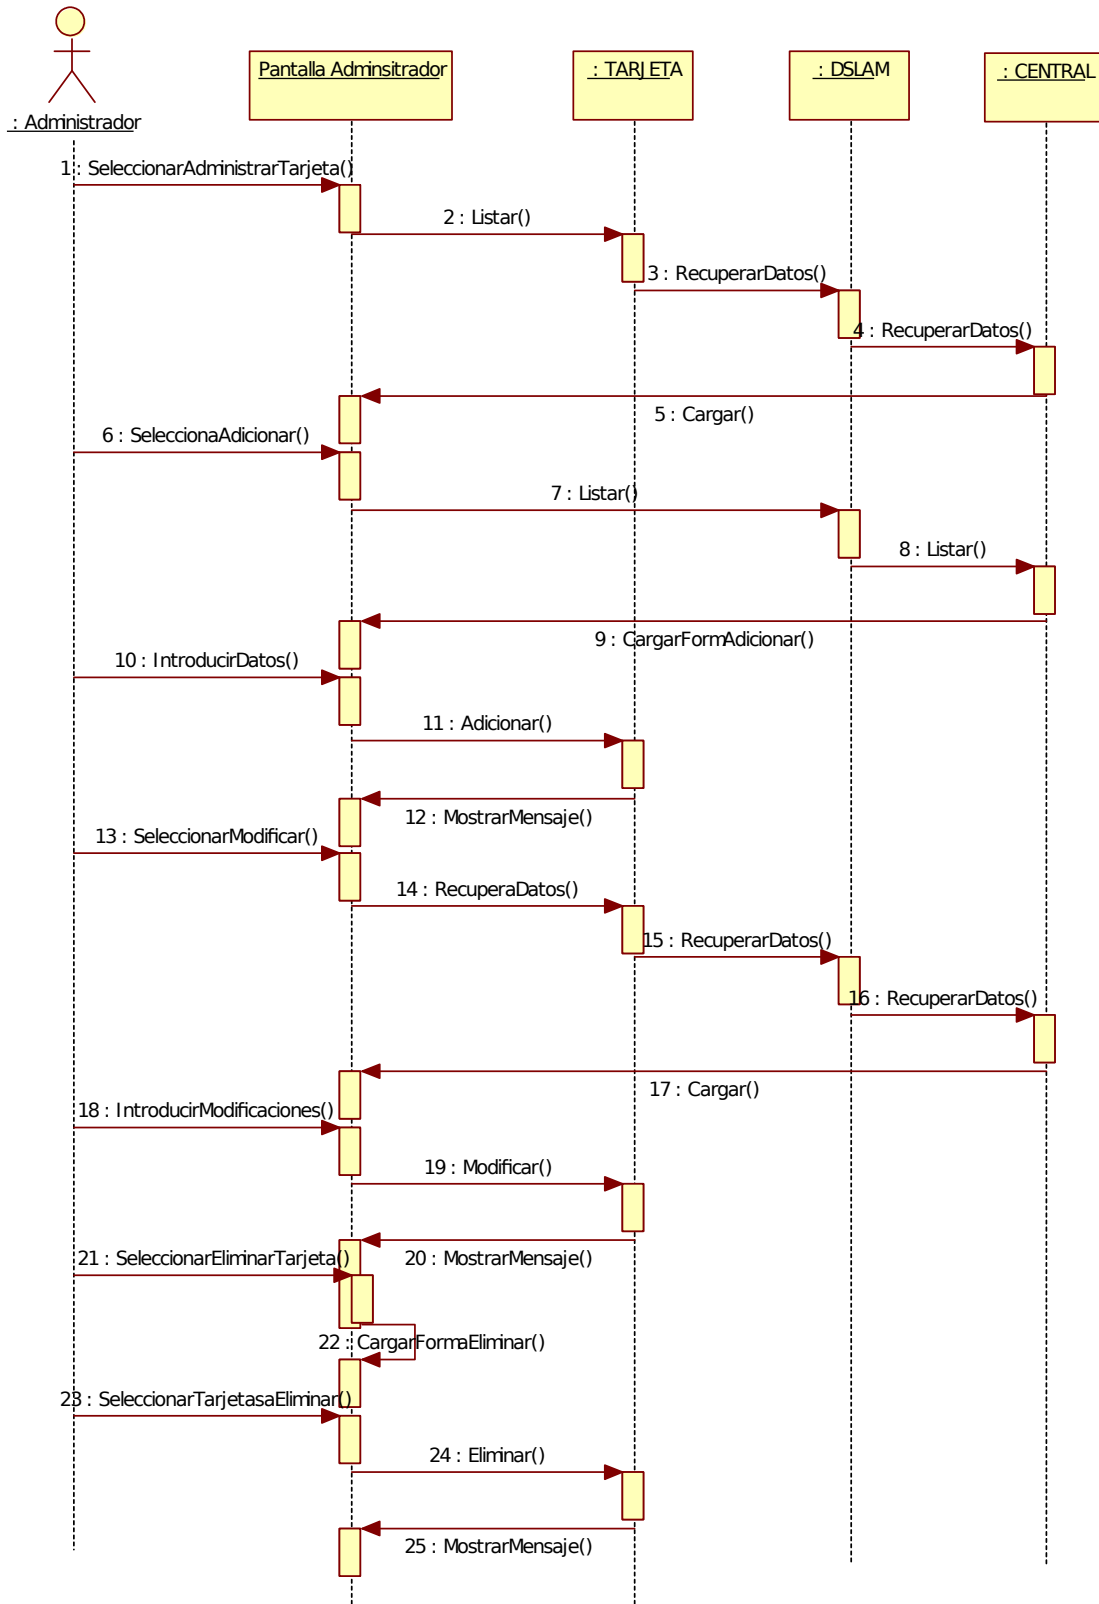 : Administrador
Pantalla Adminsitrador
: TARJETA
: DSLAM
: CENTRAL
1 : SeleccionarAdministrarTarjeta()
2 : Listar()
3 : RecuperarDatos()
4 : RecuperarDatos()
5 : Cargar()
6 : SeleccionaAdicionar()
7 : Listar()
8 : Listar()
9 : CargarFormAdicionar()
10 : IntroducirDatos()
11 : Adicionar()
12 : MostrarMensaje()
13 : SeleccionarModificar()
14 : RecuperaDatos()
15 : RecuperarDatos()
16 : RecuperarDatos()
17 : Cargar()
18 : IntroducirModificaciones()
19 : Modificar()
20 : MostrarMensaje()
21 : SeleccionarEliminarTarjeta()
22 : CargarFormaEliminar()
23 : SeleccionarTarjetasaEliminar()
24 : Eliminar()
25 : MostrarMensaje()